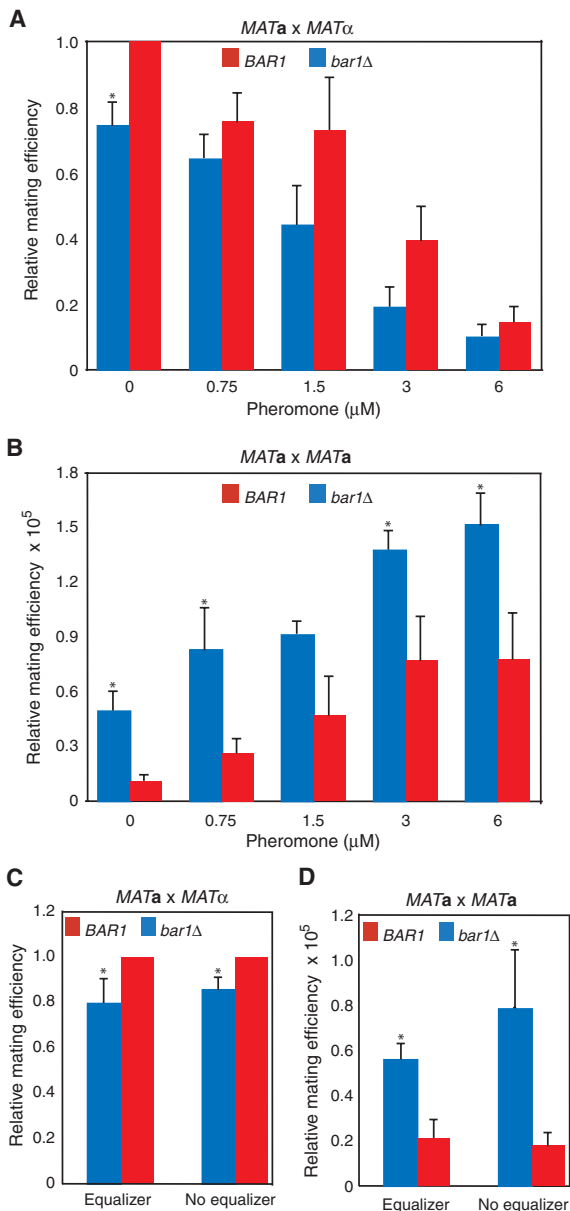 A
MATa x MATα
BAR1 bar1Δ
Relative mating efficiency
1.0
0.8
0.6
0.4
0.2
0
*
0 0.75 1.5 3 6
Pheromone (μM)
B
MATa x MATa
BAR1 bar1Δ
Relative mating efficiency x 10⁵
1.8
1.5
1.2
0.9
0.6
0.3
0
* * * *
0 0.75 1.5 3 6
Pheromone (μM)
C
MATa x MATα
BAR1 bar1Δ
Relative mating efficiency
1.2
1.0
0.8
0.6
0.4
0.2
0
* *
Equalizer No equalizer
D
MATa x MATa
BAR1 bar1Δ
Relative mating efficiency x 10⁵
1.2
1.0
0.8
0.6
0.4
0.2
0
* *
Equalizer No equalizer